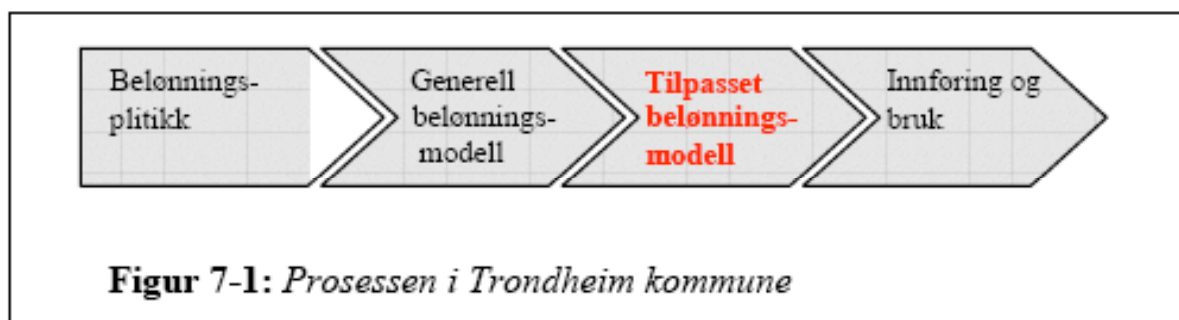 Belønnings-
plitikk
Generell
belønnings-
modell
Tilpasset
belønnings-
modell
Innføring og
bruk
Figur 7-1: Prosessen i Trondheim kommune